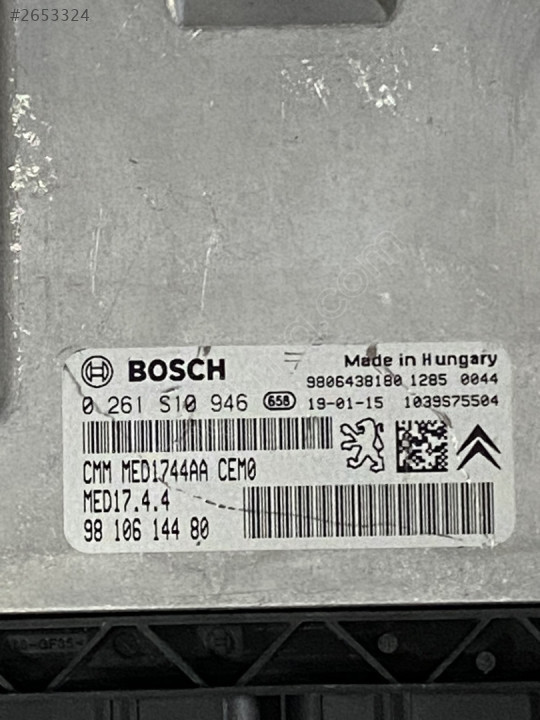 #2653324
BOSCH
Made in Hungary
9806438180 1285 0044
0 261 S10 946 658 19-01-15 1039S75504
CMM MED1744AA CEM0
MED17.4.4
98 106 144 80